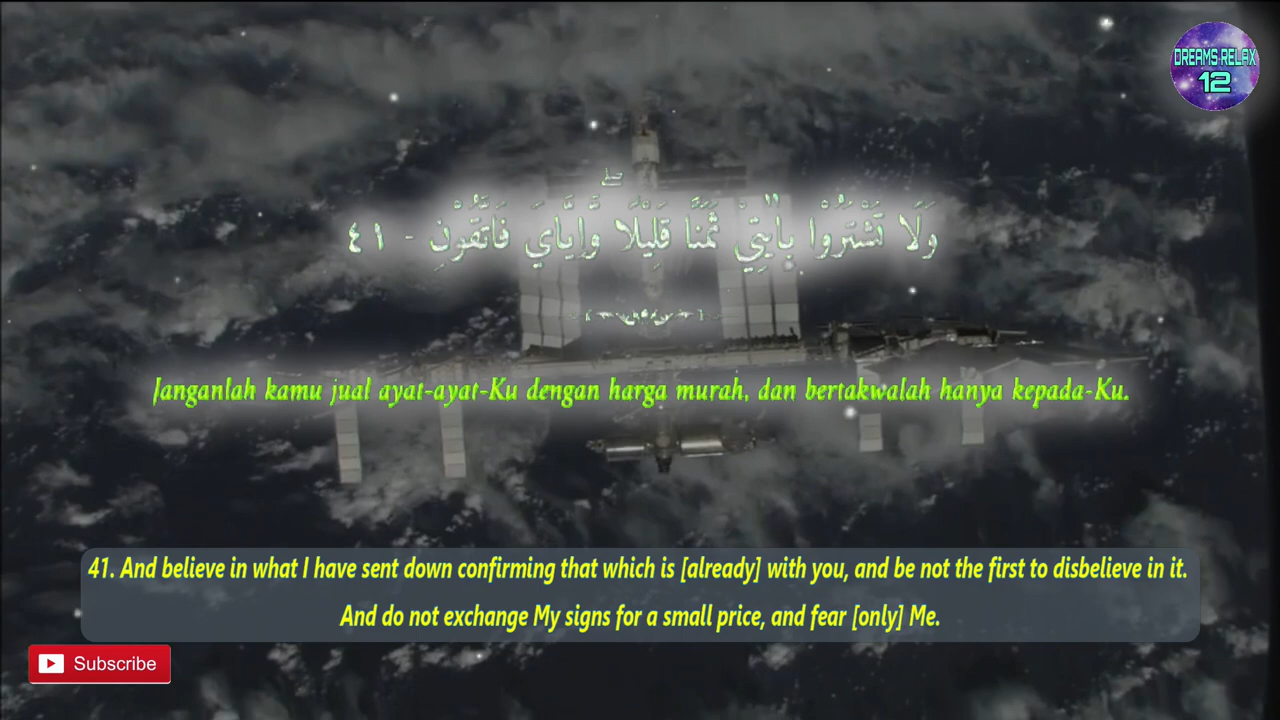 DREAMS RELAX
12
وَلَا تَشْتَرُوْا بِاٰيٰتِيْ ثَمَنًا قَلِيْلًا ۖوَّاِيَّايَ فَاتَّقُوْنِ - ٤١
Janganlah kamu jual ayat-ayat-Ku dengan harga murah, dan bertakwalah hanya kepada-Ku.
41. And believe in what I have sent down confirming that which is [already] with you, and be not the first to disbelieve in it.
And do not exchange My signs for a small price, and fear [only] Me.
Subscribe